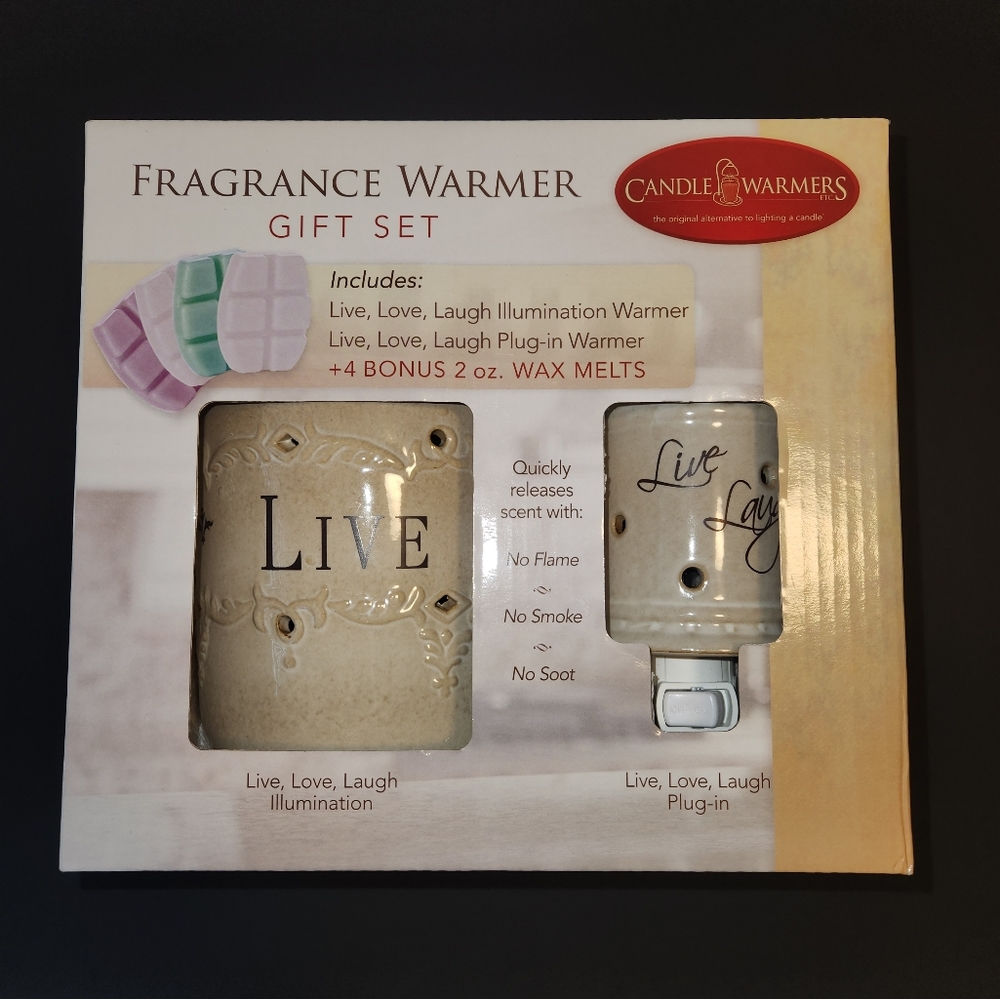 FRAGRANCE WARMER
GIFT SET
CANDLE WARMERS
ETC.
the original alternative to lighting a candle
Includes:
Live, Love, Laugh Illumination Warmer
Live, Love, Laugh Plug-in Warmer
+4 BONUS 2 oz. WAX MELTS
LIVE
Quickly
releases
scent with:
No Flame
No Smoke
No Soot
Live
Laug
Live, Love, Laugh
Illumination
Live, Love, Laugh
Plug-in